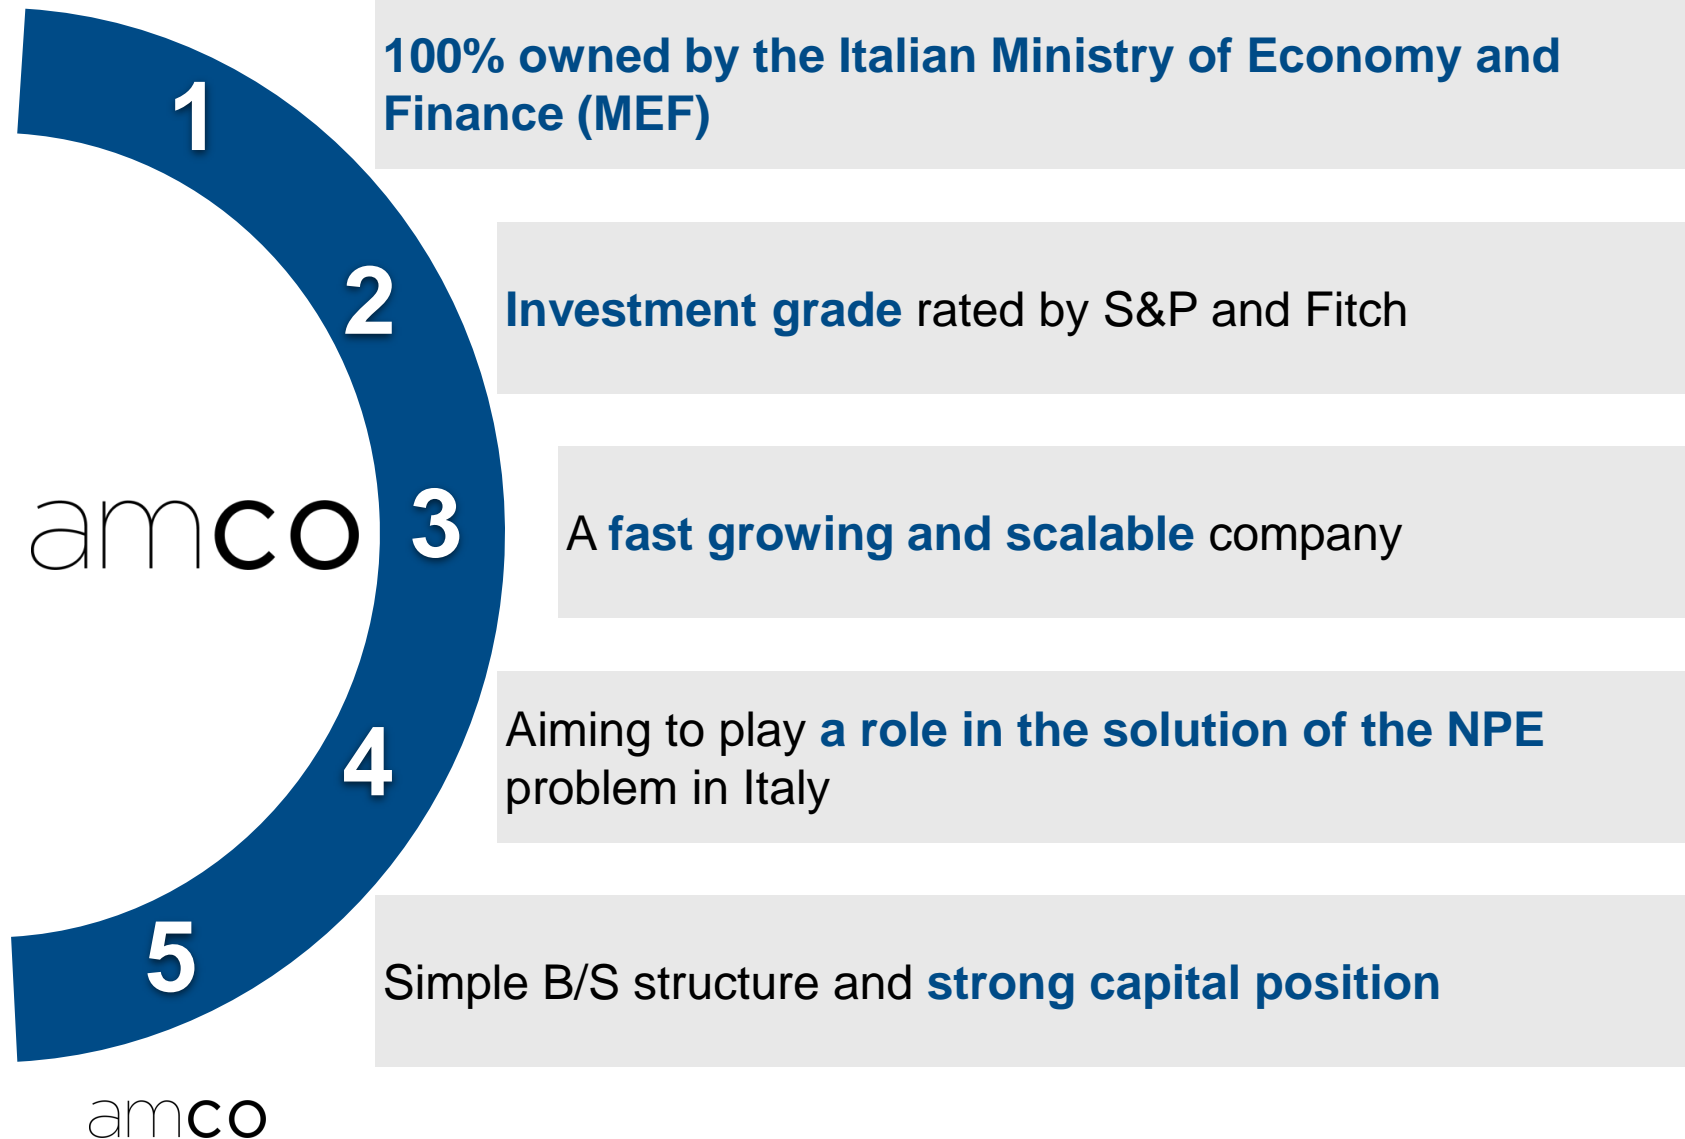 1
100% owned by the Italian Ministry of Economy and
Finance (MEF)
2
Investment grade rated by S&P and Fitch
amco
3
A fast growing and scalable company
4
Aiming to play a role in the solution of the NPE
problem in Italy
5
Simple B/S structure and strong capital position
amco